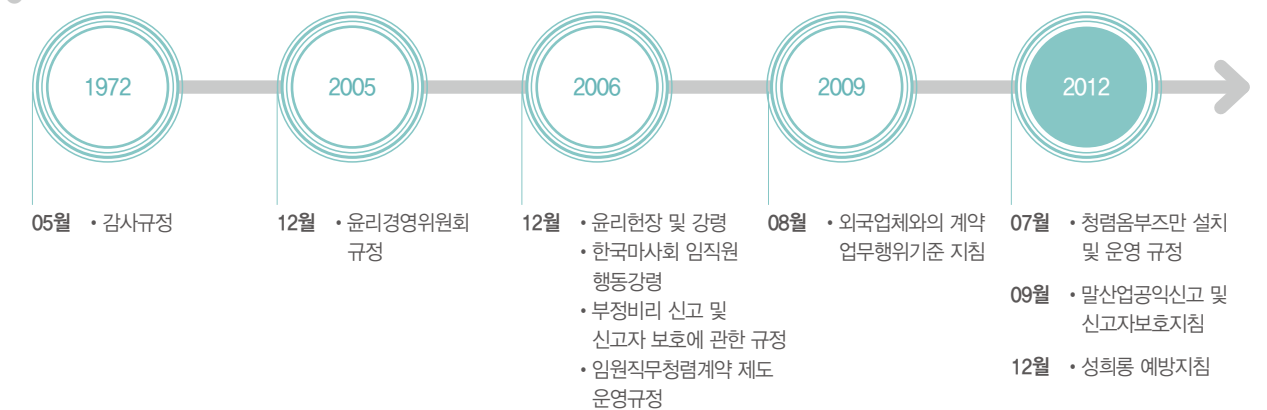 1972
2005
2006
2009
2012
05월 • 감사규정
12월 • 윤리경영위원회
규정
12월 • 윤리헌장 및 강령
• 한국마사회 임직원
행동강령
• 부정비리 신고 및
신고자 보호에 관한 규정
• 임원직무청렴계약 제도
운영규정
08월 • 외국업체와의 계약
업무행위기준 지침
07월 • 청렴옴부즈만 설치
및 운영 규정
09월 • 말산업공익신고 및
신고자보호지침
12월 • 성희롱 예방지침